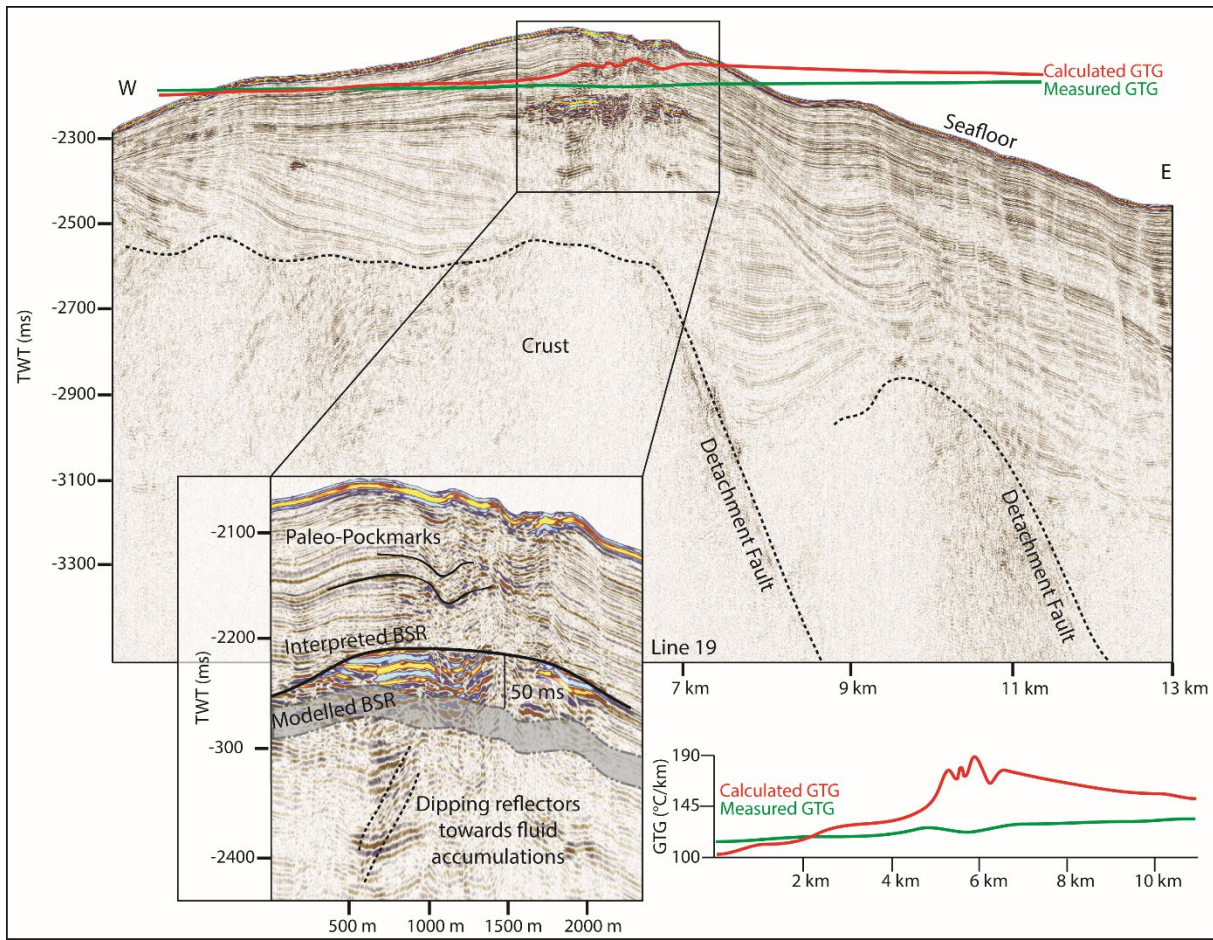 W
Calculated GTG
Measured GTG
Seafloor
E
-2300
-2500
-2700
-2900
-3100
-3300
TWT (ms)
Crust
Detachment Fault
Detachment Fault
Line 19
7 km
9 km
11 km
13 km
-2100
-2200
-300
-2400
TWT (ms)
Paleo-Pockmarks
Interpreted BSR
50 ms
Modelled BSR
Dipping reflectors
towards fluid
accumulations
500 m
1000 m
1500 m
2000 m
190
145
100
GTG (°C/km)
Calculated GTG
Measured GTG
2 km
4 km
6 km
8 km
10 km